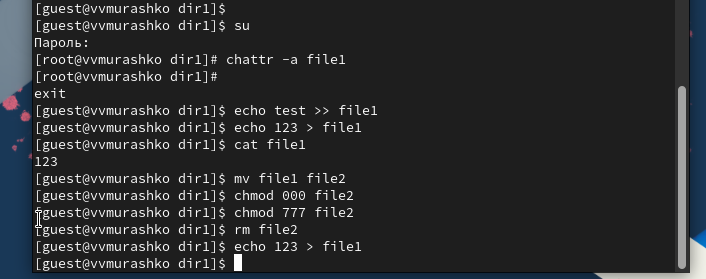 [guest@vvmurashko dir1]$
[guest@vvmurashko dir1]$ su
Пароль:
[root@vvmurashko dir1]# chattr -a file1
[root@vvmurashko dir1]#
exit
[guest@vvmurashko dir1]$ echo test >> file1
[guest@vvmurashko dir1]$ echo 123 > file1
[guest@vvmurashko dir1]$ cat file1
123
[guest@vvmurashko dir1]$ mv file1 file2
[guest@vvmurashko dir1]$ chmod 000 file2
[guest@vvmurashko dir1]$ chmod 777 file2
[guest@vvmurashko dir1]$ rm file2
[guest@vvmurashko dir1]$ echo 123 > file1
[guest@vvmurashko dir1]$